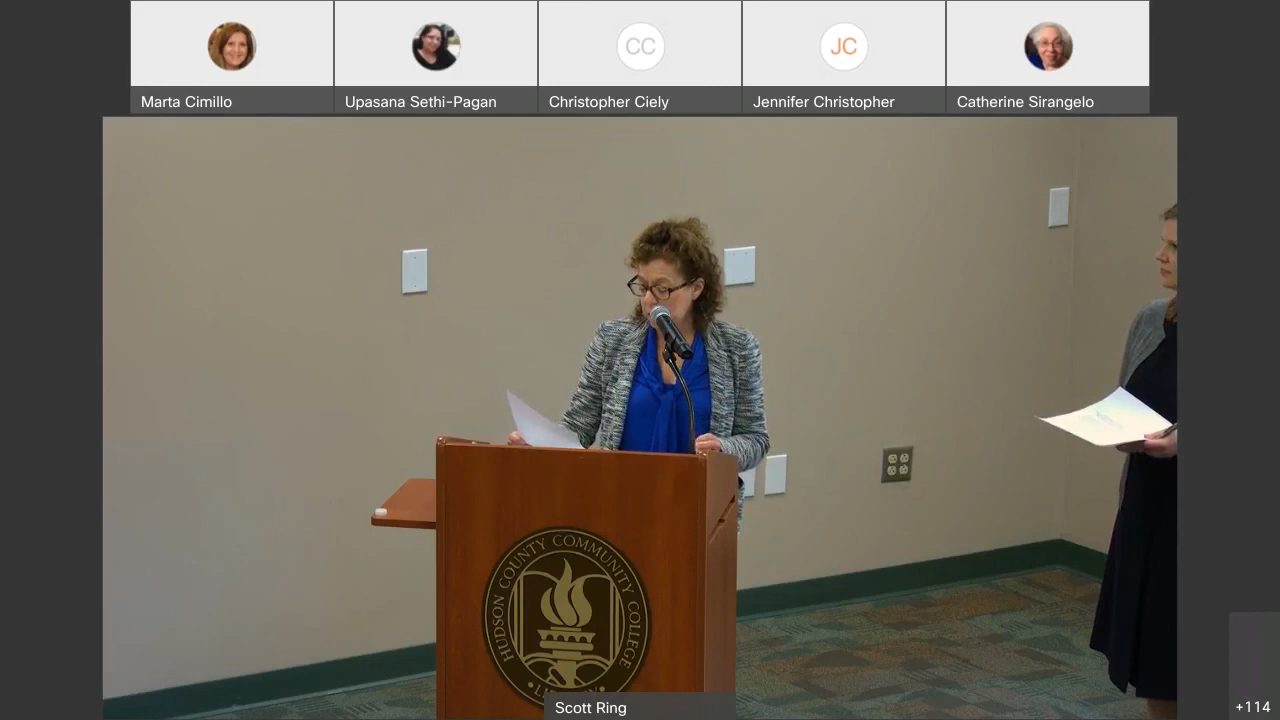 CC
JC
Marta Cimillo
Upasana Sethi-Pagan
Christopher Ciely
Jennifer Christopher
Catherine Sirangelo
HUDSON COUNTY COMMUNITY COLLEGE
Scott Ring
+114